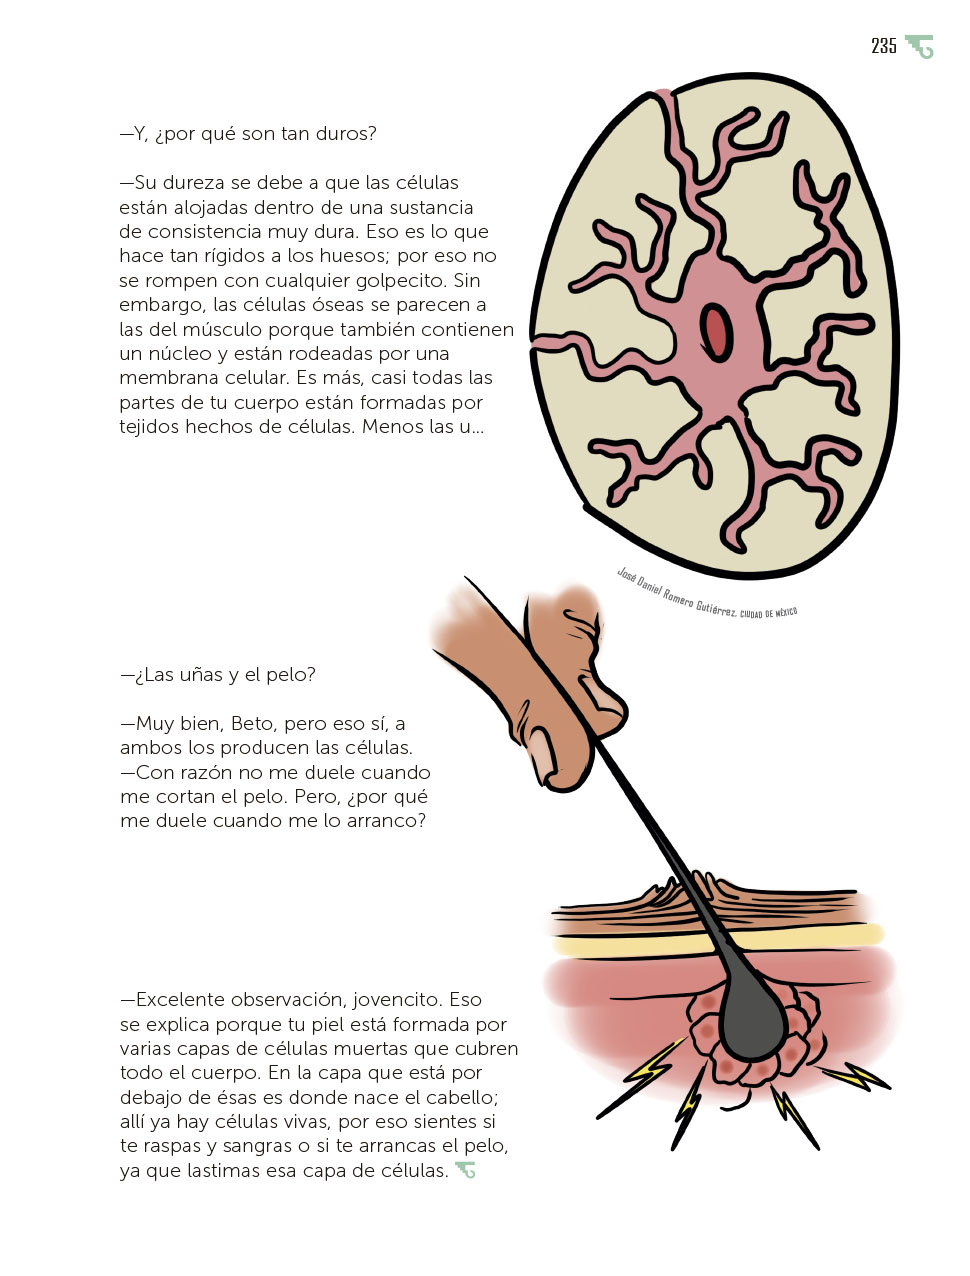 235
—Y, ¿por qué son tan duros?
—Su dureza se debe a que las células
están alojadas dentro de una sustancia
de consistencia muy dura. Eso es lo que
hace tan rígidos a los huesos; por eso no
se rompen con cualquier golpecito. Sin
embargo, las células óseas se parecen a
las del músculo porque también contienen
un núcleo y están rodeadas por una
membrana celular. Es más, casi todas las
partes de tu cuerpo están formadas por
tejidos hechos de células. Menos las u...
José Daniel Romero Gutiérrez, CIUDAD DE MÉXICO
—¿Las uñas y el pelo?
—Muy bien, Beto, pero eso sí, a
ambos los producen las células.
—Con razón no me duele cuando
me cortan el pelo. Pero, ¿por qué
me duele cuando me lo arranco?
—Excelente observación, jovencito. Eso
se explica porque tu piel está formada por
varias capas de células muertas que cubren
todo el cuerpo. En la capa que está por
debajo de ésas es donde nace el cabello;
allí ya hay células vivas, por eso sientes si
te raspas y sangras o si te arrancas el pelo,
ya que lastimas esa capa de células.